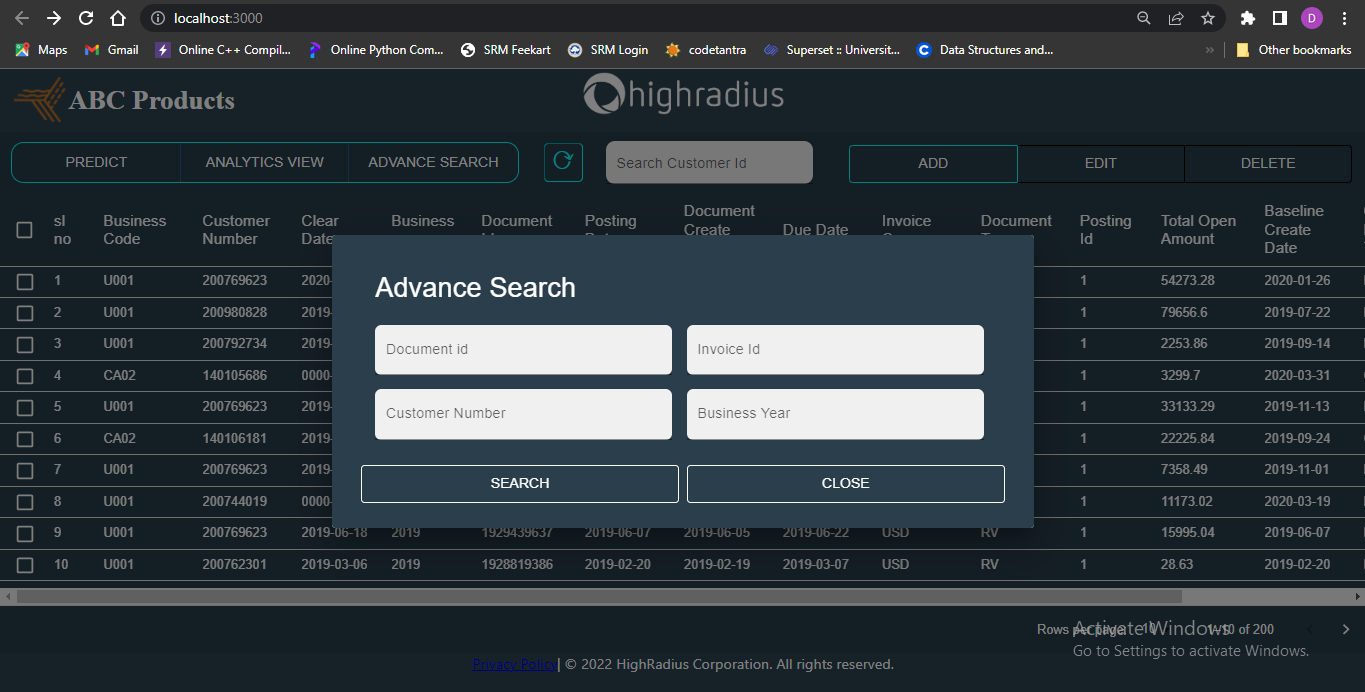 localhost:3000
D
Maps Gmail Online C++ Compil... Online Python Com... SRM Feekart SRM Login codetantra Superset :: Universit... Data Structures and... » Other bookmarks
ABC Products
highradius
PREDICT ANALYTICS VIEW ADVANCE SEARCH Search Customer Id ADD EDIT DELETE
sl no Business Code Customer Number Clear Date Business Document Posting Document Create Due Date Invoice Document Posting Id Total Open Amount Baseline Create Date
1 U001 200769623 2020- 1 54273.28 2020-01-26
2 U001 200980828 2019- 1 79656.6 2019-07-22
3 U001 200792734 2019- 1 2253.86 2019-09-14
4 CA02 140105686 0000- 1 3299.7 2020-03-31
5 U001 200769623 2019- 1 33133.29 2019-11-13
6 CA02 140106181 2019- 1 22225.84 2019-09-24
7 U001 200769623 2019- 1 7358.49 2019-11-01
8 U001 200744019 0000- 1 11173.02 2020-03-19
9 U001 200769623 2019-06-18 2019 1929439637 2019-06-07 2019-06-05 2019-06-22 USD RV 1 15995.04 2019-06-07
10 U001 200762301 2019-03-06 2019 1928819386 2019-02-20 2019-02-19 2019-03-07 USD RV 1 28.63 2019-02-20
Advance Search
Document id Invoice Id
Customer Number Business Year
SEARCH CLOSE
Rows per page: 10 1–10 of 200
Activate Windows
Go to Settings to activate Windows.
Privacy Policy| © 2022 HighRadius Corporation. All rights reserved.